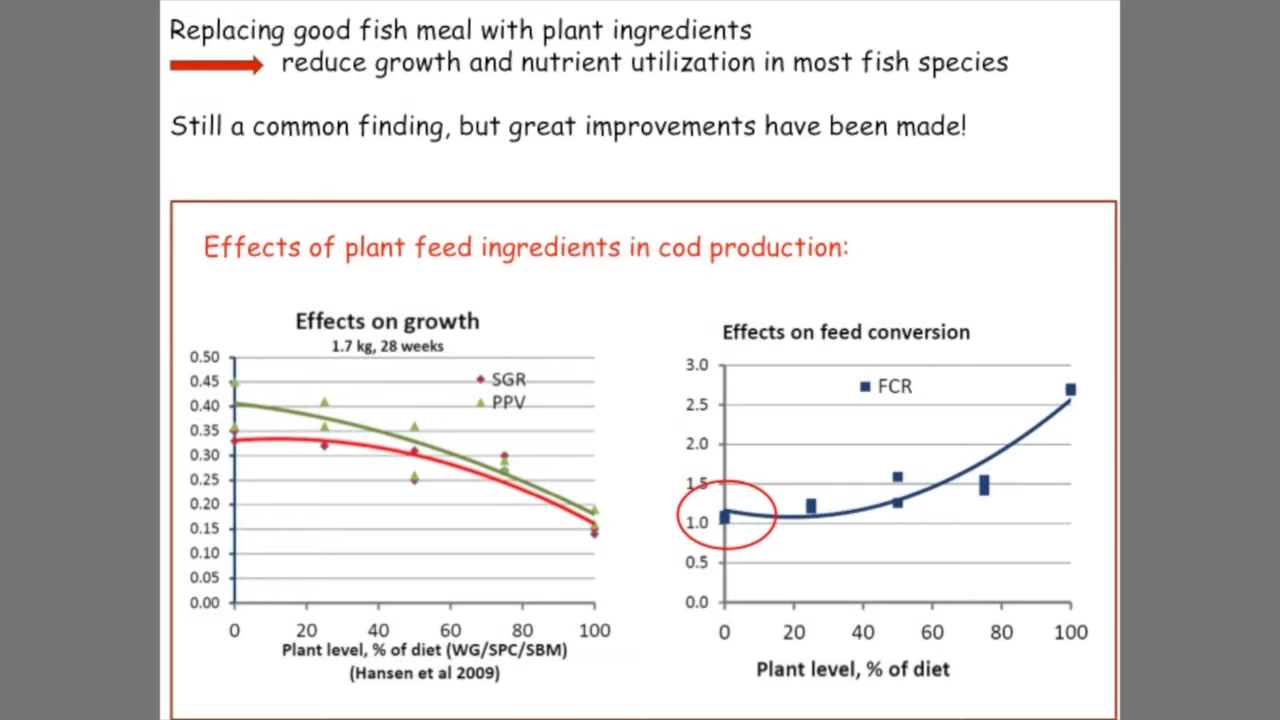 Replacing good fish meal with plant ingredients
reduce growth and nutrient utilization in most fish species
Still a common finding, but great improvements have been made!
Effects of plant feed ingredients in cod production:
Effects on growth
1.7 kg, 28 weeks
0.50
0.45
0.40
0.35
0.30
0.25
0.20
0.15
0.10
0.05
0.00
SGR
PPV
0 20 40 60 80 100
Plant level, % of diet (WG/SPC/SBM)
(Hansen et al 2009)
Effects on feed conversion
3.0
2.5
2.0
1.5
1.0
0.5
0.0
FCR
0 20 40 60 80 100
Plant level, % of diet